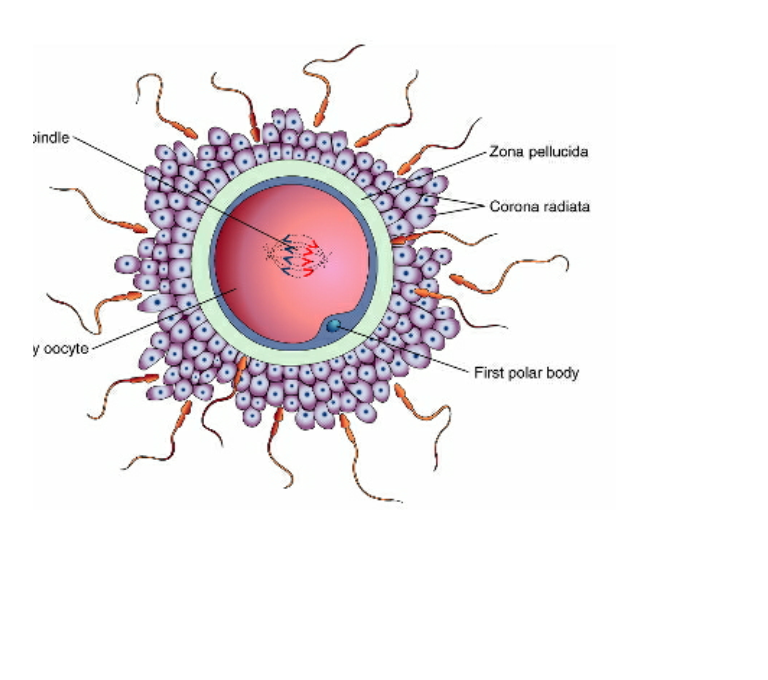 pindle
Zona pellucida
Corona radiata
y oocyte
First polar body